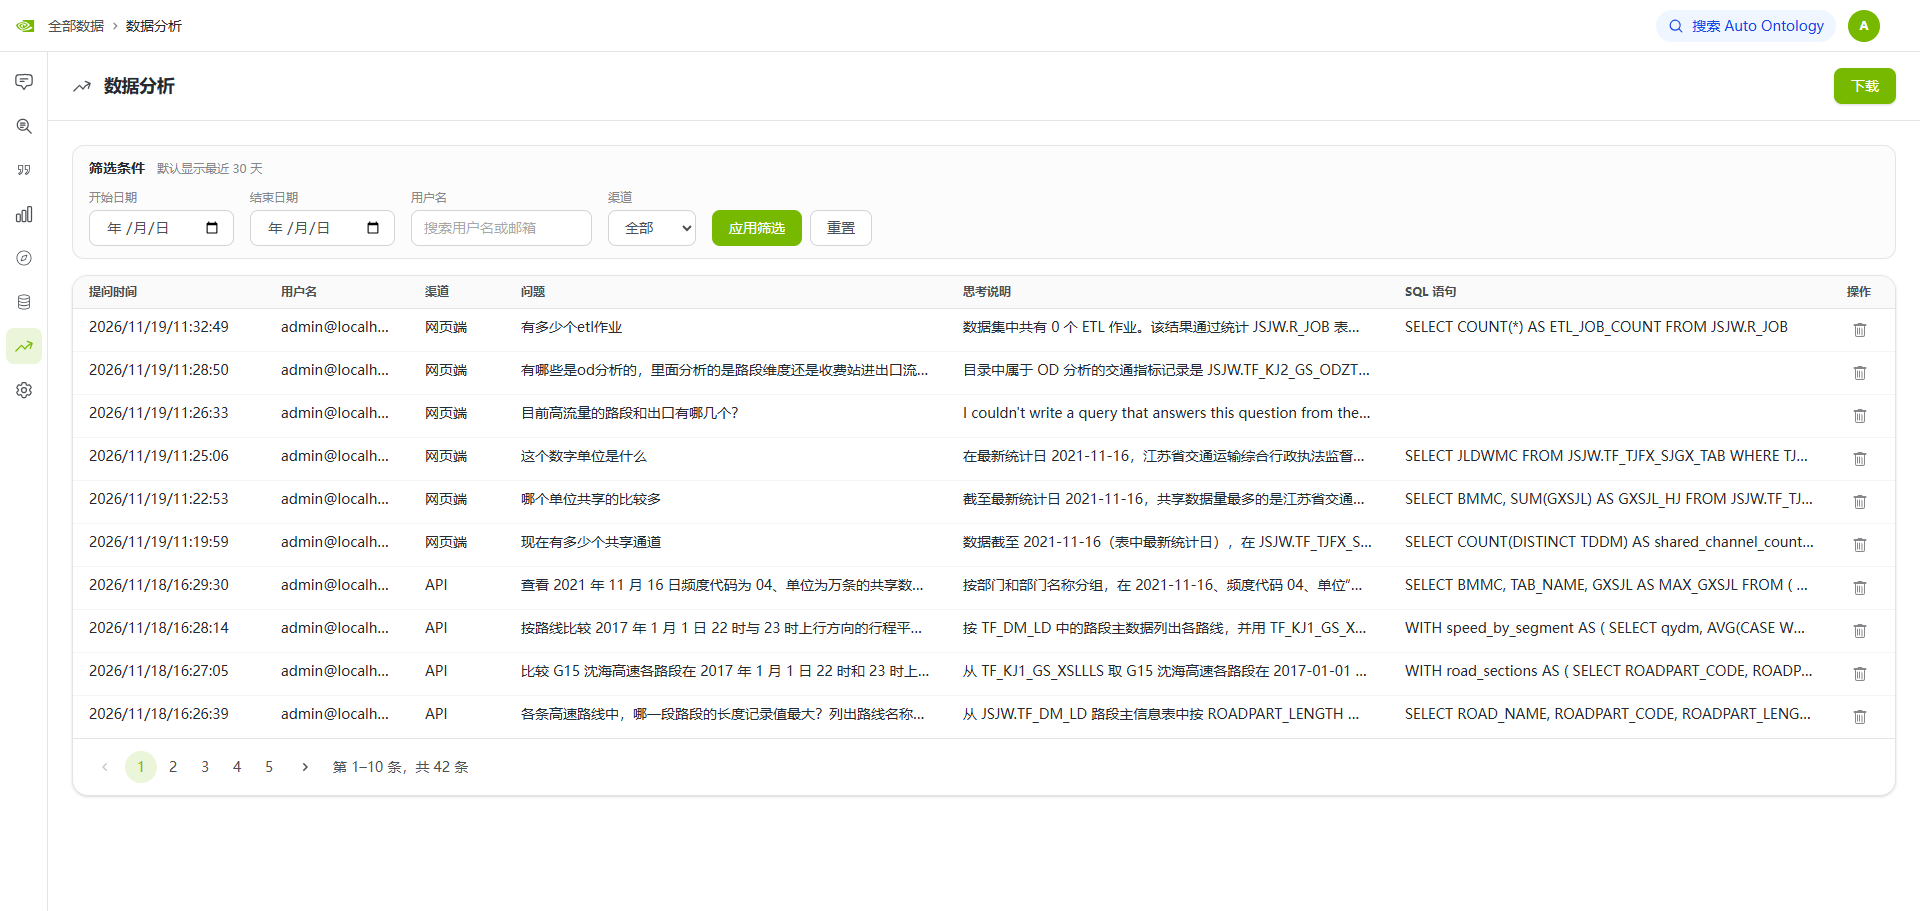 全部数据 › 数据分析
搜索 Auto Ontology
A
数据分析
下载
筛选条件 默认显示最近 30 天
开始日期 结束日期 用户名 渠道
年 /月/日 年 /月/日 搜索用户名或邮箱 全部 应用筛选 重置
提问时间 用户名 渠道 问题 思考说明 SQL 语句 操作
2026/11/19/11:32:49 admin@localh... 网页端 有多少个etl作业 数据集中共有 0 个 ETL 作业。该结果通过统计 JSJW.R_JOB 表... SELECT COUNT(*) AS ETL_JOB_COUNT FROM JSJW.R_JOB
2026/11/19/11:28:50 admin@localh... 网页端 有哪些是od分析的，里面分析的是路段维度还是收费站进出口流... 目录中属于 OD 分析的交通指标记录是 JSJW.TF_KJ2_GS_ODZT...
2026/11/19/11:26:33 admin@localh... 网页端 目前高流量的路段和出口有哪几个？ I couldn't write a query that answers this question from the...
2026/11/19/11:25:06 admin@localh... 网页端 这个数字单位是什么 在最新统计日 2021-11-16，江苏省交通运输综合行政执法监督... SELECT JLDWMC FROM JSJW.TF_TJFX_SJGX_TAB WHERE TJ...
2026/11/19/11:22:53 admin@localh... 网页端 哪个单位共享的比较多 截至最新统计日 2021-11-16，共享数据量最多的是江苏省交通... SELECT BMMC, SUM(GXSJL) AS GXSJL_HJ FROM JSJW.TF_TJ...
2026/11/19/11:19:59 admin@localh... 网页端 现在有多少个共享通道 数据截至 2021-11-16（表中最新统计日），在 JSJW.TF_TJFX_S... SELECT COUNT(DISTINCT TDDM) AS shared_channel_count...
2026/11/18/16:29:30 admin@localh... API 查看 2021 年 11 月 16 日频度代码为 04、单位为万条的共享数... 按部门和部门名称分组，在 2021-11-16、频度代码 04、单位“... SELECT BMMC, TAB_NAME, GXSJL AS MAX_GXSJL FROM ( ...
2026/11/18/16:28:14 admin@localh... API 按路线比较 2017 年 1 月 1 日 22 时与 23 时上行方向的行程平... 按 TF_DM_LD 中的路段主数据列出各路线，并用 TF_KJ1_GS_X... WITH speed_by_segment AS ( SELECT qydm, AVG(CASE W...
2026/11/18/16:27:05 admin@localh... API 比较 G15 沈海高速各路段在 2017 年 1 月 1 日 22 时和 23 时上... 从 TF_KJ1_GS_XSLLLS 取 G15 沈海高速各路段在 2017-01-01 ... WITH road_sections AS ( SELECT ROADPART_CODE, ROADP...
2026/11/18/16:26:39 admin@localh... API 各条高速路线中，哪一段路段的长度记录值最大？列出路线名称... 从 JSJW.TF_DM_LD 路段主信息表中按 ROADPART_LENGTH ... SELECT ROAD_NAME, ROADPART_CODE, ROADPART_LENG...
‹ 1 2 3 4 5 › 第 1–10 条，共 42 条